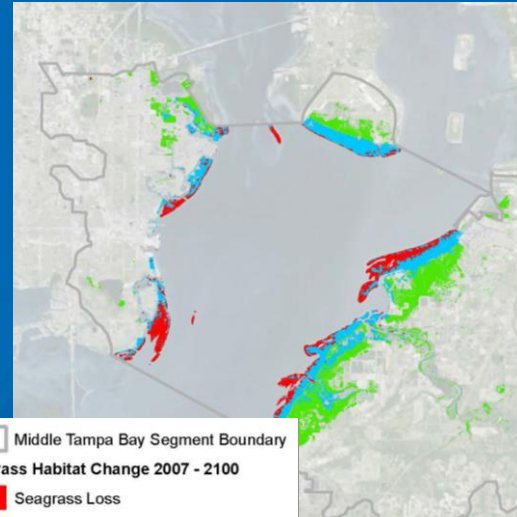 Middle Tampa Bay Segment Boundary
ass Habitat Change 2007 - 2100
Seagrass Loss